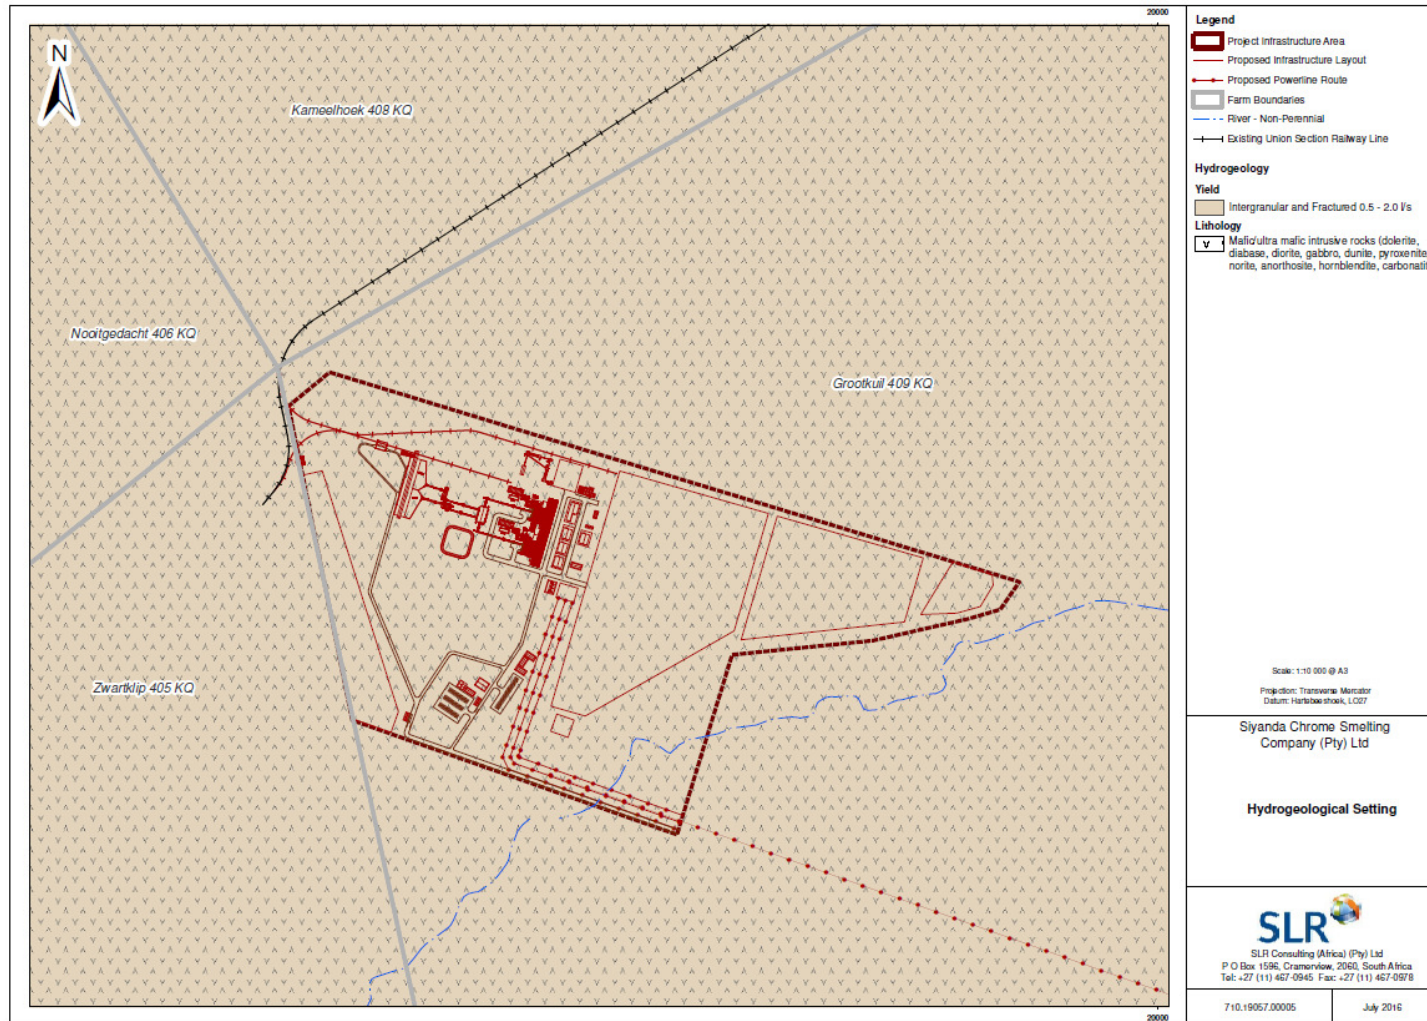 20000
N
Kameelhoek 408 KQ
Nooitgedacht 406 KQ
Grootkuil 409 KQ
Zwartklip 405 KQ
20000
Legend
Project Infrastructure Area
Proposed Infrastructure Layout
Proposed Powerline Route
Farm Boundaries
River - Non-Perennial
Existing Union Section Railway Line
Hydrogeology
Yield
Intergranular and Fractured 0.5 - 2.0 l/s
Lithology
v Mafic/ultra mafic intrusive rocks (dolerite,
diabase, diorite, gabbro, dunite, pyroxenite
norite, anorthosite, hornblendite, carbonatit
Scale: 1:10 000 @ A3
Projection: Transverse Mercator
Datum: Hartebeeshoek, LO27
Siyanda Chrome Smelting
Company (Pty) Ltd
Hydrogeological Setting
SLR
SLR Consulting (Africa) (Pty) Ltd
P O Box 1596, Cramerview, 2060, South Africa
Tel: +27 (11) 467-0945 Fax: +27 (11) 467-0978
710.19057.00005
July 2016